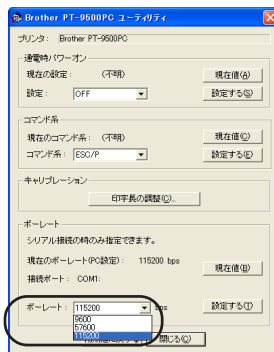 Brother PT-9500PC ユーティリティ
プリンタ： Brother PT-9500PC
通電時パワーオン
現在の設定： (不明) 現在値(A)
設定： OFF 設定する(S)
コマンド系
現在のコマンド系： (不明) 現在値(C)
コマンド系： ESC/P 設定する(E)
キャリブレーション
印字長の調整(O)...
ボーレート
シリアル接続の時のみ指定できます。
現在のボーレート(PC設定)： 115200 bps 現在値(B)
接続ポート： COM1:
ボーレート： 115200 bps 設定する(T)
9600
57600
115200
閉じる(O)